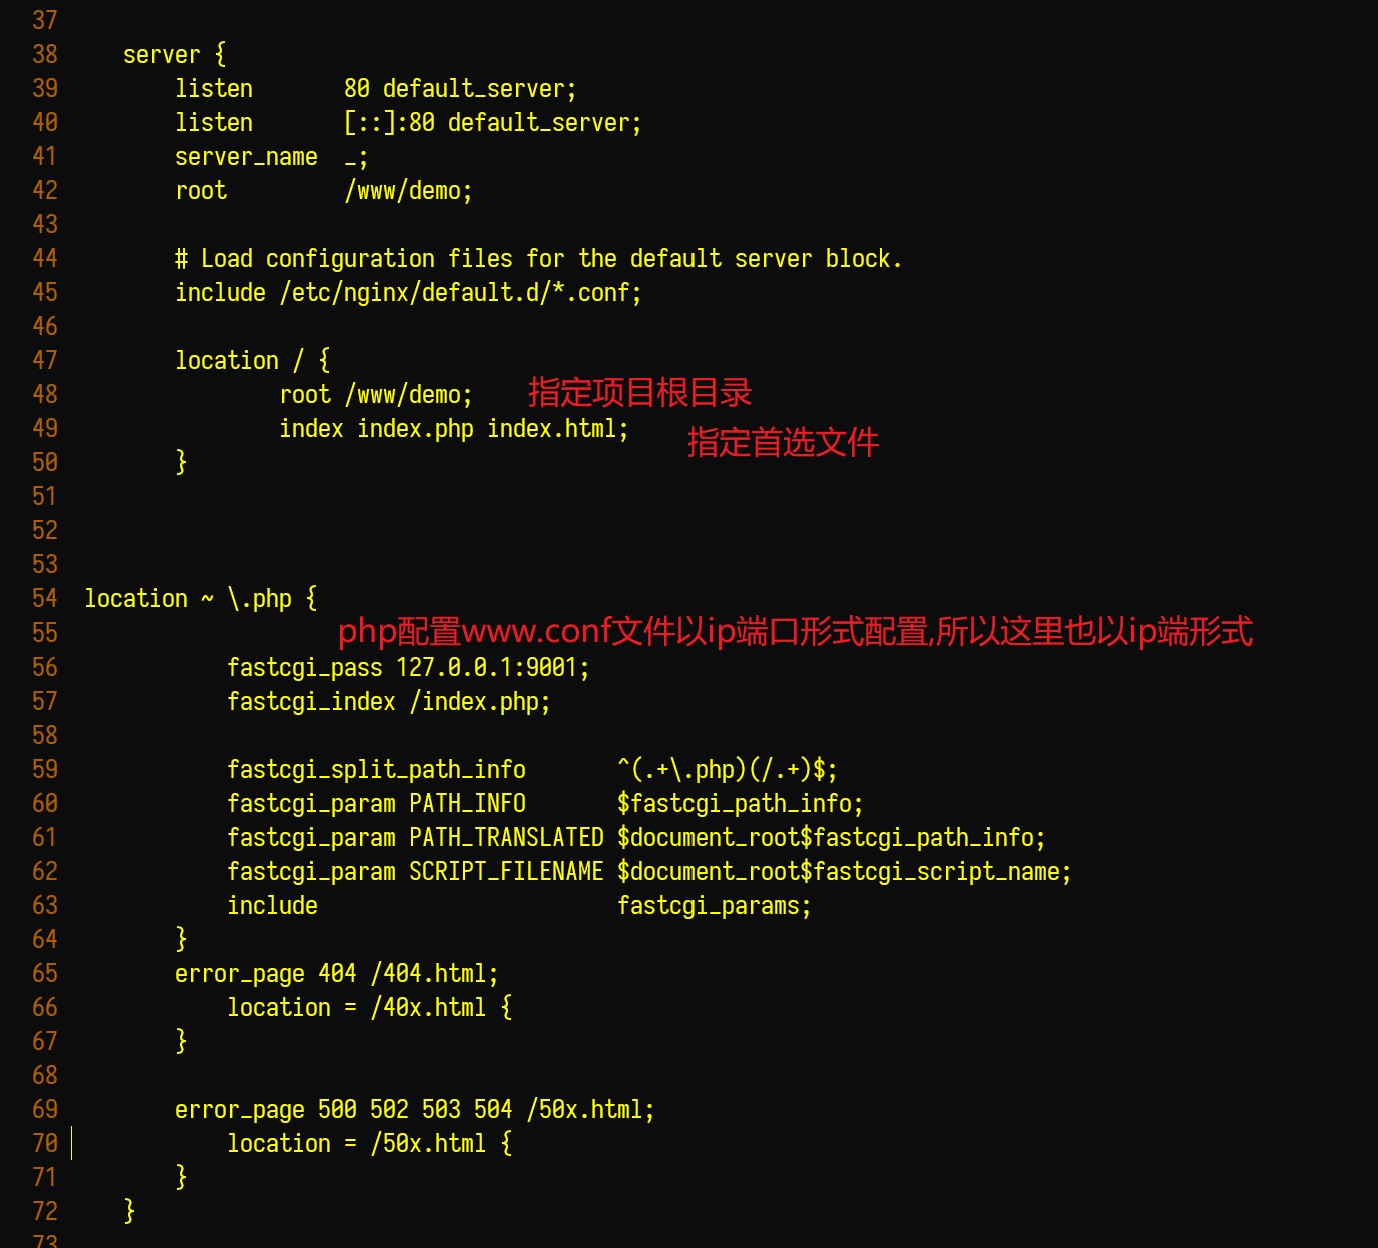 37
38 server {
39 listen 80 default_server;
40 listen [::]:80 default_server;
41 server_name _;
42 root /www/demo;
43
44 # Load configuration files for the default server block.
45 include /etc/nginx/default.d/*.conf;
46
47 location / {
48 root /www/demo; 指定项目根目录
49 index index.php index.html; 指定首选文件
50 }
51
52
53
54 location ~ \.php {
55 php配置www.conf文件以ip端口形式配置,所以这里也以ip端形式
56 fastcgi_pass 127.0.0.1:9001;
57 fastcgi_index /index.php;
58
59 fastcgi_split_path_info ^(.+\.php)(/.+)$;
60 fastcgi_param PATH_INFO $fastcgi_path_info;
61 fastcgi_param PATH_TRANSLATED $document_root$fastcgi_path_info;
62 fastcgi_param SCRIPT_FILENAME $document_root$fastcgi_script_name;
63 include fastcgi_params;
64 }
65 error_page 404 /404.html;
66 location = /40x.html {
67 }
68
69 error_page 500 502 503 504 /50x.html;
70 location = /50x.html {
71 }
72 }
73